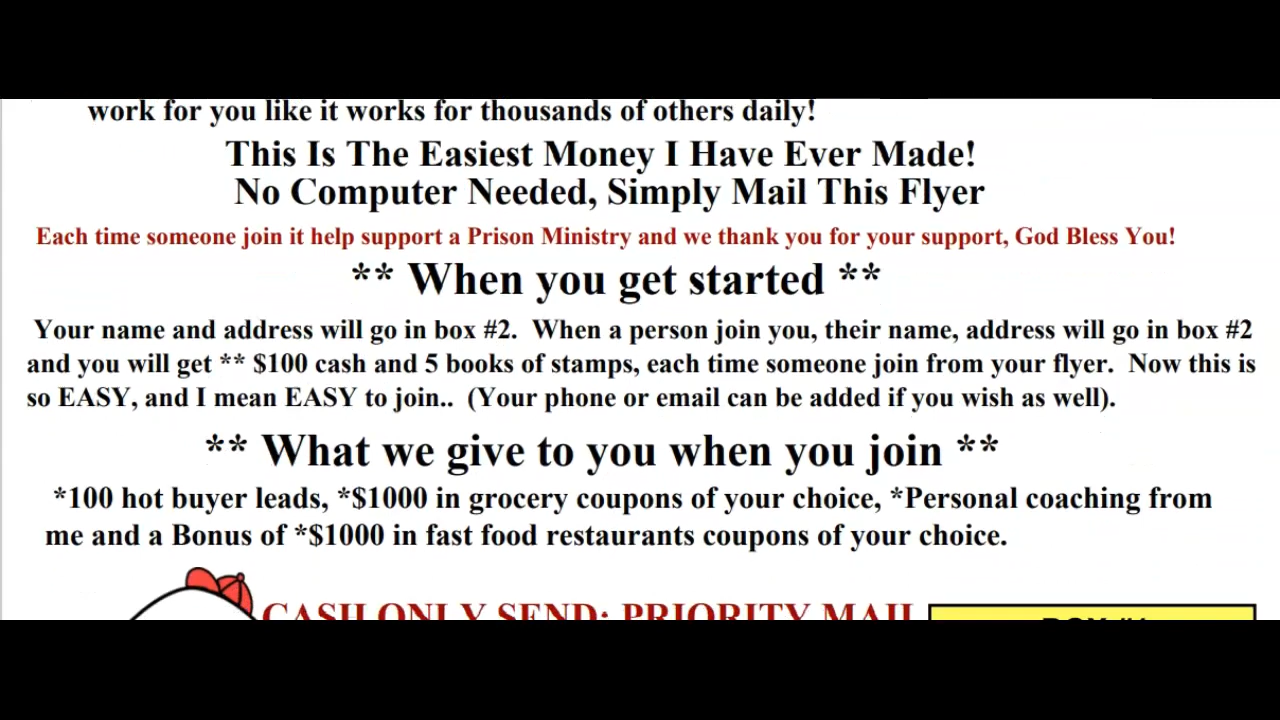 work for you like it works for thousands of others daily!
This Is The Easiest Money I Have Ever Made!
No Computer Needed, Simply Mail This Flyer
Each time someone join it help support a Prison Ministry and we thank you for your support, God Bless You!
** When you get started **
Your name and address will go in box #2.  When a person join you, their name, address will go in box #2
and you will get ** $100 cash and 5 books of stamps, each time someone join from your flyer.  Now this is
so EASY, and I mean EASY to join..  (Your phone or email can be added if you wish as well).
** What we give to you when you join **
*100 hot buyer leads, *$1000 in grocery coupons of your choice, *Personal coaching from
me and a Bonus of *$1000 in fast food restaurants coupons of your choice.
CASH ONLY SEND: PRIORITY MAIL